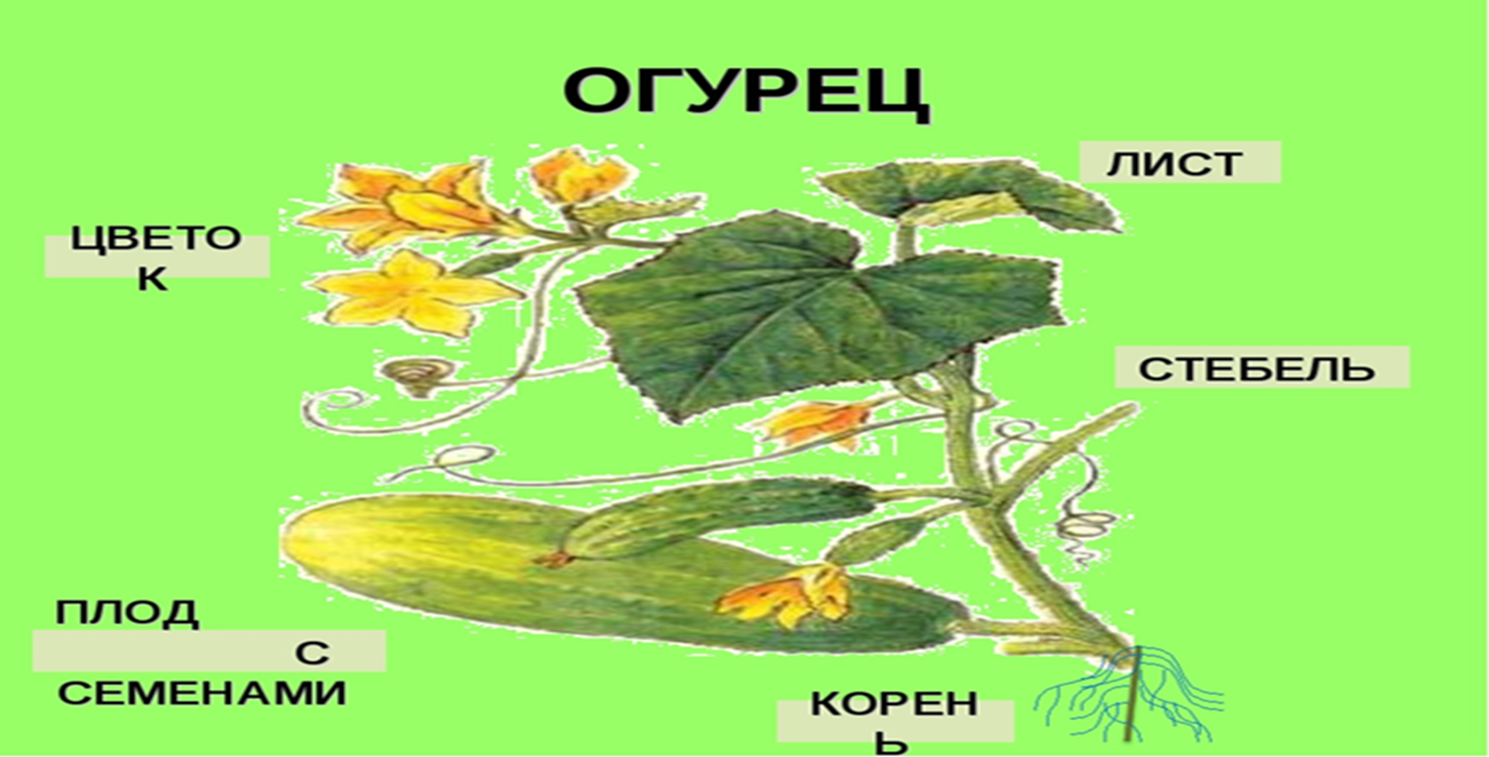 ОГУРЕЦ
ЛИСТ
ЦВЕТО
К
СТЕБЕЛЬ
ПЛОД
С
СЕМЕНАМИ
КОРЕН
Ь